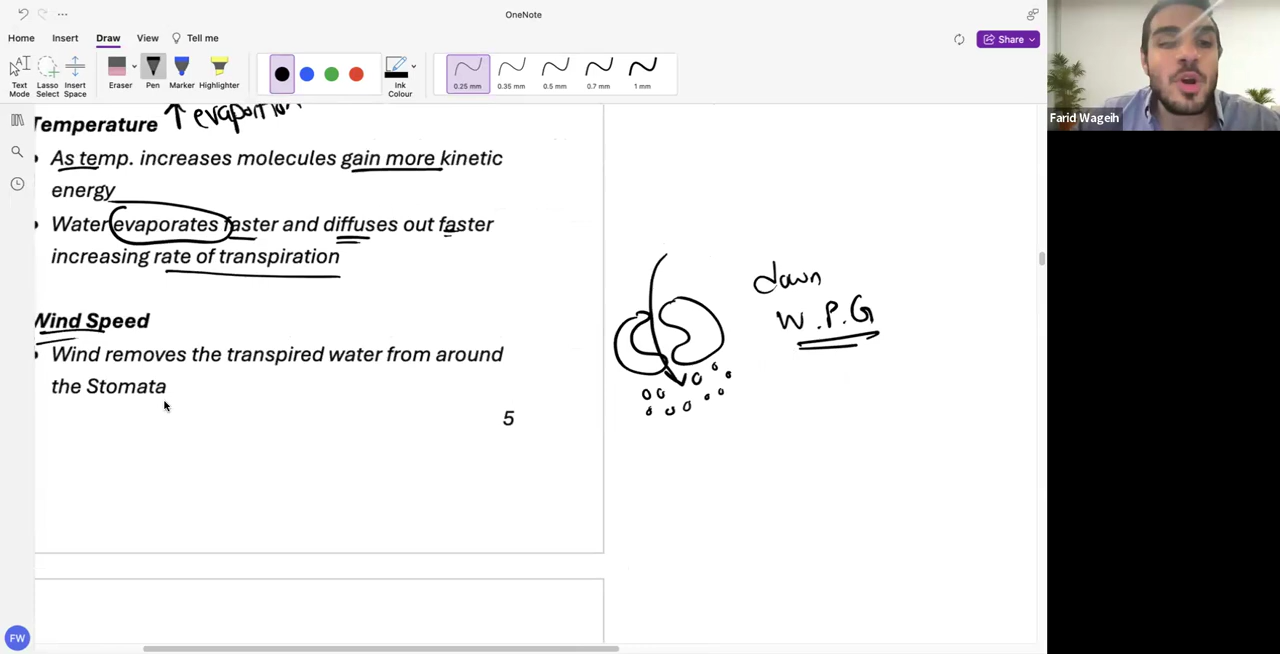 OneNote
Home Insert Draw View Tell me
Share
Text Mode
Lasso Select
Insert Space
Eraser
Pen
Marker
Highlighter
Ink Colour
0.25 mm
0.35 mm
0.5 mm
0.7 mm
1 mm
Farid Wageih
Temperature ↑ evaportion
• As temp. increases molecules gain more kinetic
energy
• Water evaporates faster and diffuses out faster
increasing rate of transpiration
Wind Speed
• Wind removes the transpired water from around
the Stomata
5
down
W.P.G
FW